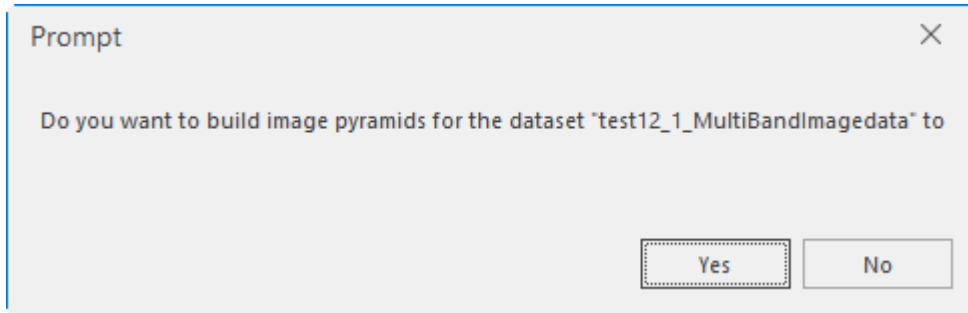 Prompt
Do you want to build image pyramids for the dataset "test12_1_MultiBandImagedata" to
Yes
No